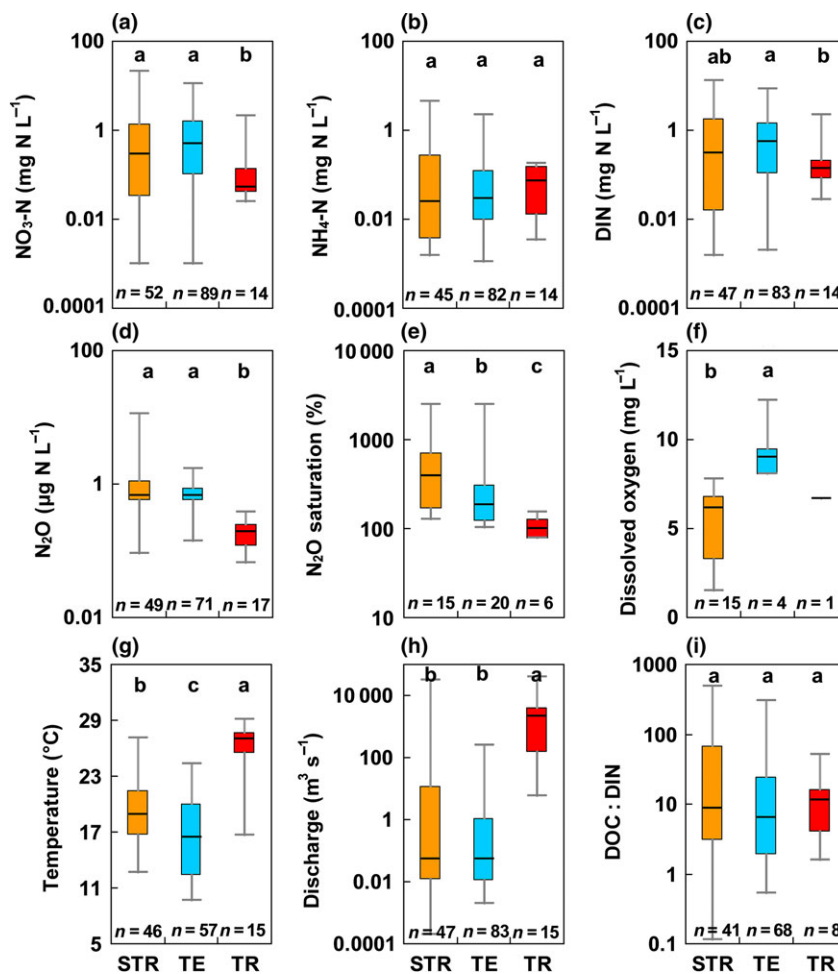 (a)
NO₃-N (mg N L⁻¹)
100
1
0.01
0.0001
a a b
n = 52 n = 89 n = 14
(b)
NH₄-N (mg N L⁻¹)
100
1
0.01
0.0001
a a a
n = 45 n = 82 n = 14
(c)
DIN (mg N L⁻¹)
100
1
0.01
0.0001
ab a b
n = 47 n = 83 n = 14
(d)
N₂O (µg N L⁻¹)
100
1
0.01
a a b
n = 49 n = 71 n = 17
(e)
N₂O saturation (%)
10 000
1000
100
10
a b c
n = 15 n = 20 n = 6
(f)
Dissolved oxygen (mg L⁻¹)
15
10
5
0
b a
n = 15 n = 4 n = 1
(g)
Temperature (°C)
35
29
23
17
11
5
b c a
n = 46 n = 57 n = 15
STR TE TR
(h)
Discharge (m³ s⁻¹)
10 000
100
1
0.01
0.0001
b b a
n = 47 n = 83 n = 15
STR TE TR
(i)
DOC : DIN
1000
100
10
1
0.1
a a a
n = 41 n = 68 n = 8
STR TE TR